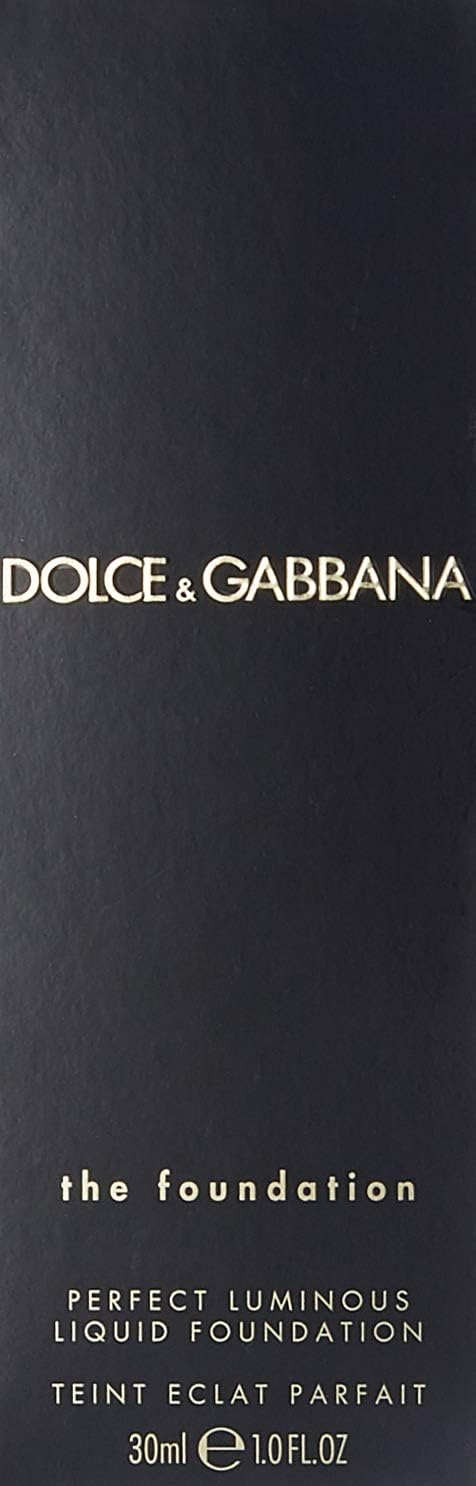 DOLCE & GABBANA
the foundation
PERFECT LUMINOUS
LIQUID FOUNDATION
TEINT ECLAT PARFAIT
30ml ℮ 1.0 FL.OZ